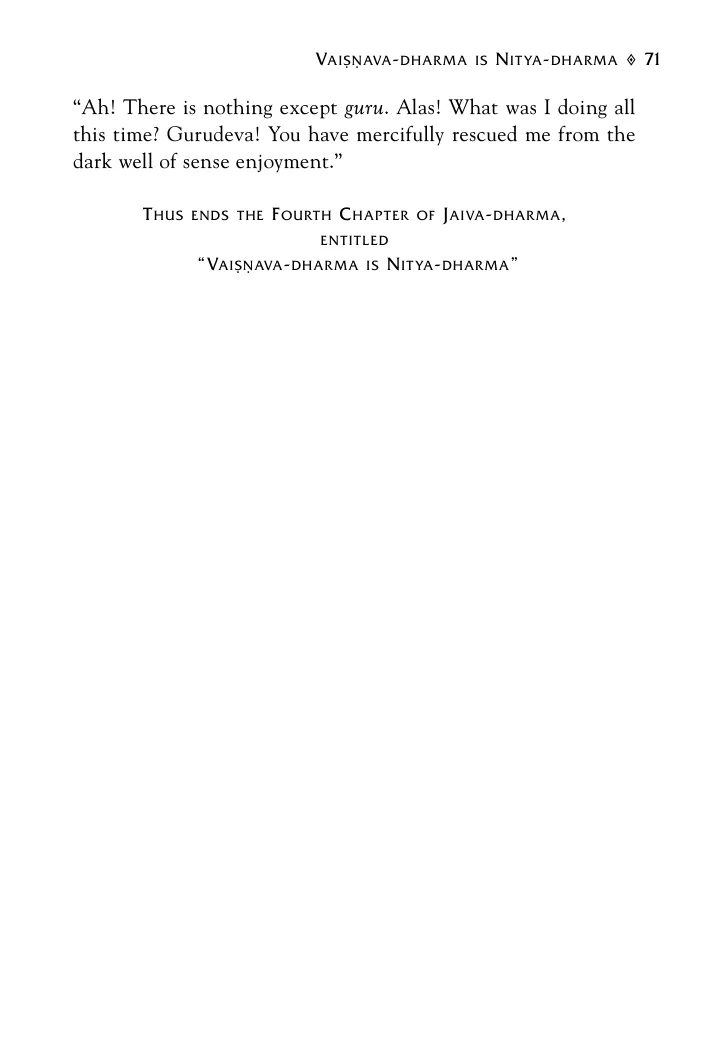 Vaiṣṇava-dharma is Nitya-dharma ◊ 71
“Ah! There is nothing except guru. Alas! What was I doing all
this time? Gurudeva! You have mercifully rescued me from the
dark well of sense enjoyment.”
Thus ends the Fourth Chapter of Jaiva-dharma,
entitled
“Vaiṣṇava-dharma is Nitya-dharma”